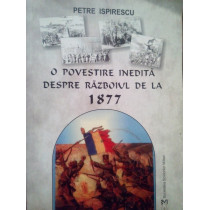 PETRE ISPIRESCU
O POVESTIRE INEDITĂ
DESPRE RĂZBOIUL DE LA
1877